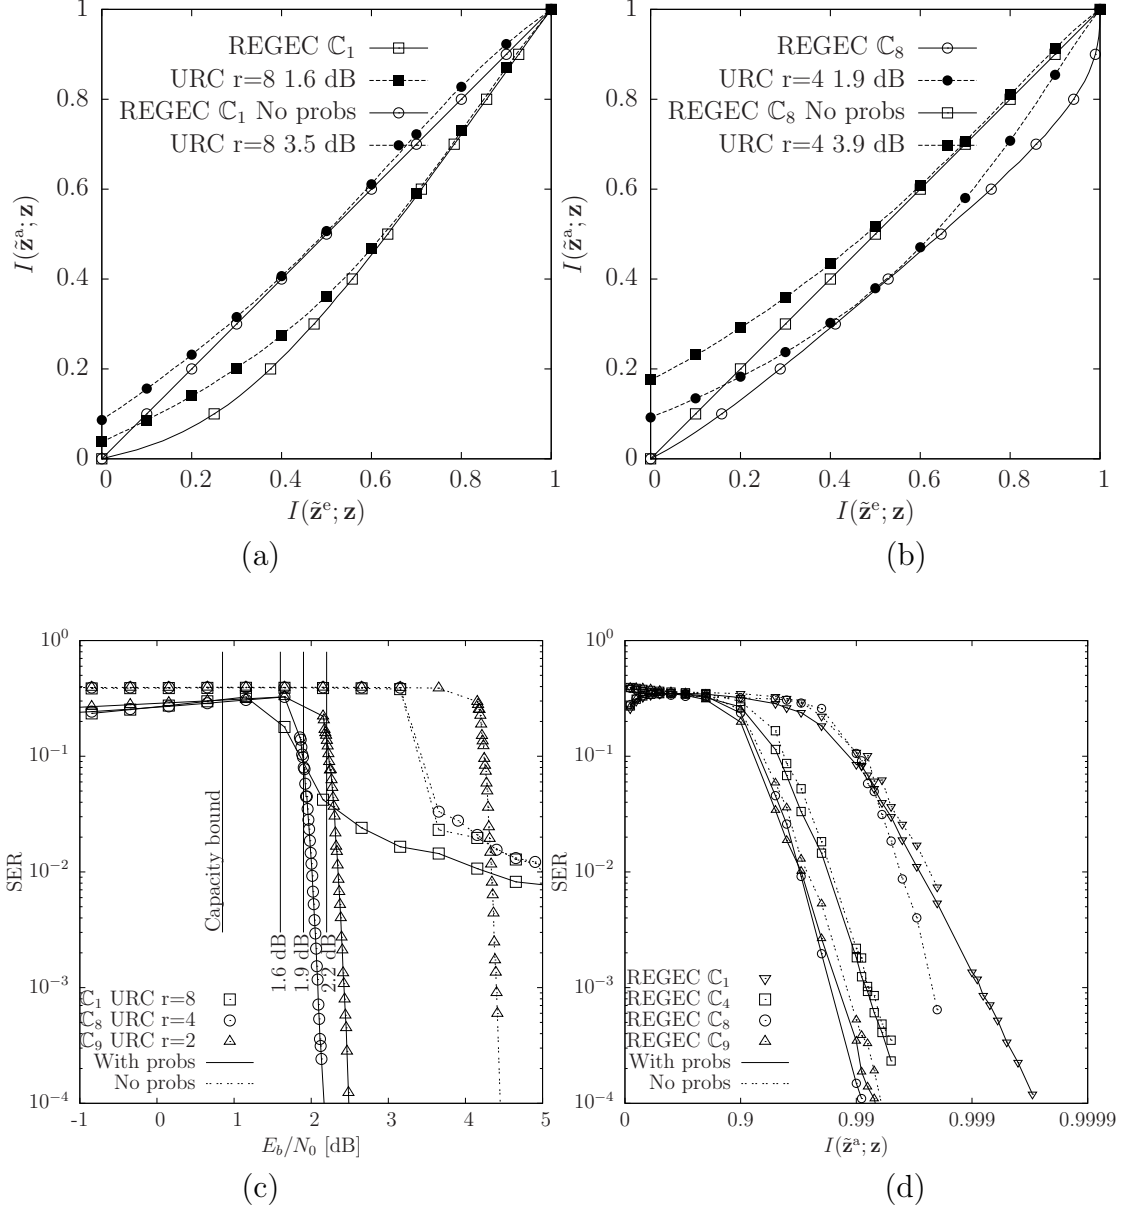 1
0.8
0.6
0.4
0.2
0
0 0.2 0.4 0.6 0.8 1
I(z̃ᵃ; z)
I(z̃ᵉ; z)
REGEC ℂ₁
URC r=8 1.6 dB
REGEC ℂ₁ No probs
URC r=8 3.5 dB
(a)
1
0.8
0.6
0.4
0.2
0
0 0.2 0.4 0.6 0.8 1
I(z̃ᵃ; z)
I(z̃ᵉ; z)
REGEC ℂ₈
URC r=4 1.9 dB
REGEC ℂ₈ No probs
URC r=4 3.9 dB
(b)
10⁰
10⁻¹
10⁻²
10⁻³
10⁻⁴
SER
-1 0 1 2 3 4 5
E_b/N₀ [dB]
Capacity bound
1.6 dB
1.9 dB
2.2 dB
ℂ₁ URC r=8
ℂ₈ URC r=4
ℂ₉ URC r=2
With probs
No probs
(c)
10⁰
10⁻¹
10⁻²
10⁻³
10⁻⁴
SER
0 0.9 0.99 0.999 0.9999
I(z̃ᵃ; z)
REGEC ℂ₁
REGEC ℂ₄
REGEC ℂ₈
REGEC ℂ₉
With probs
No probs
(d)